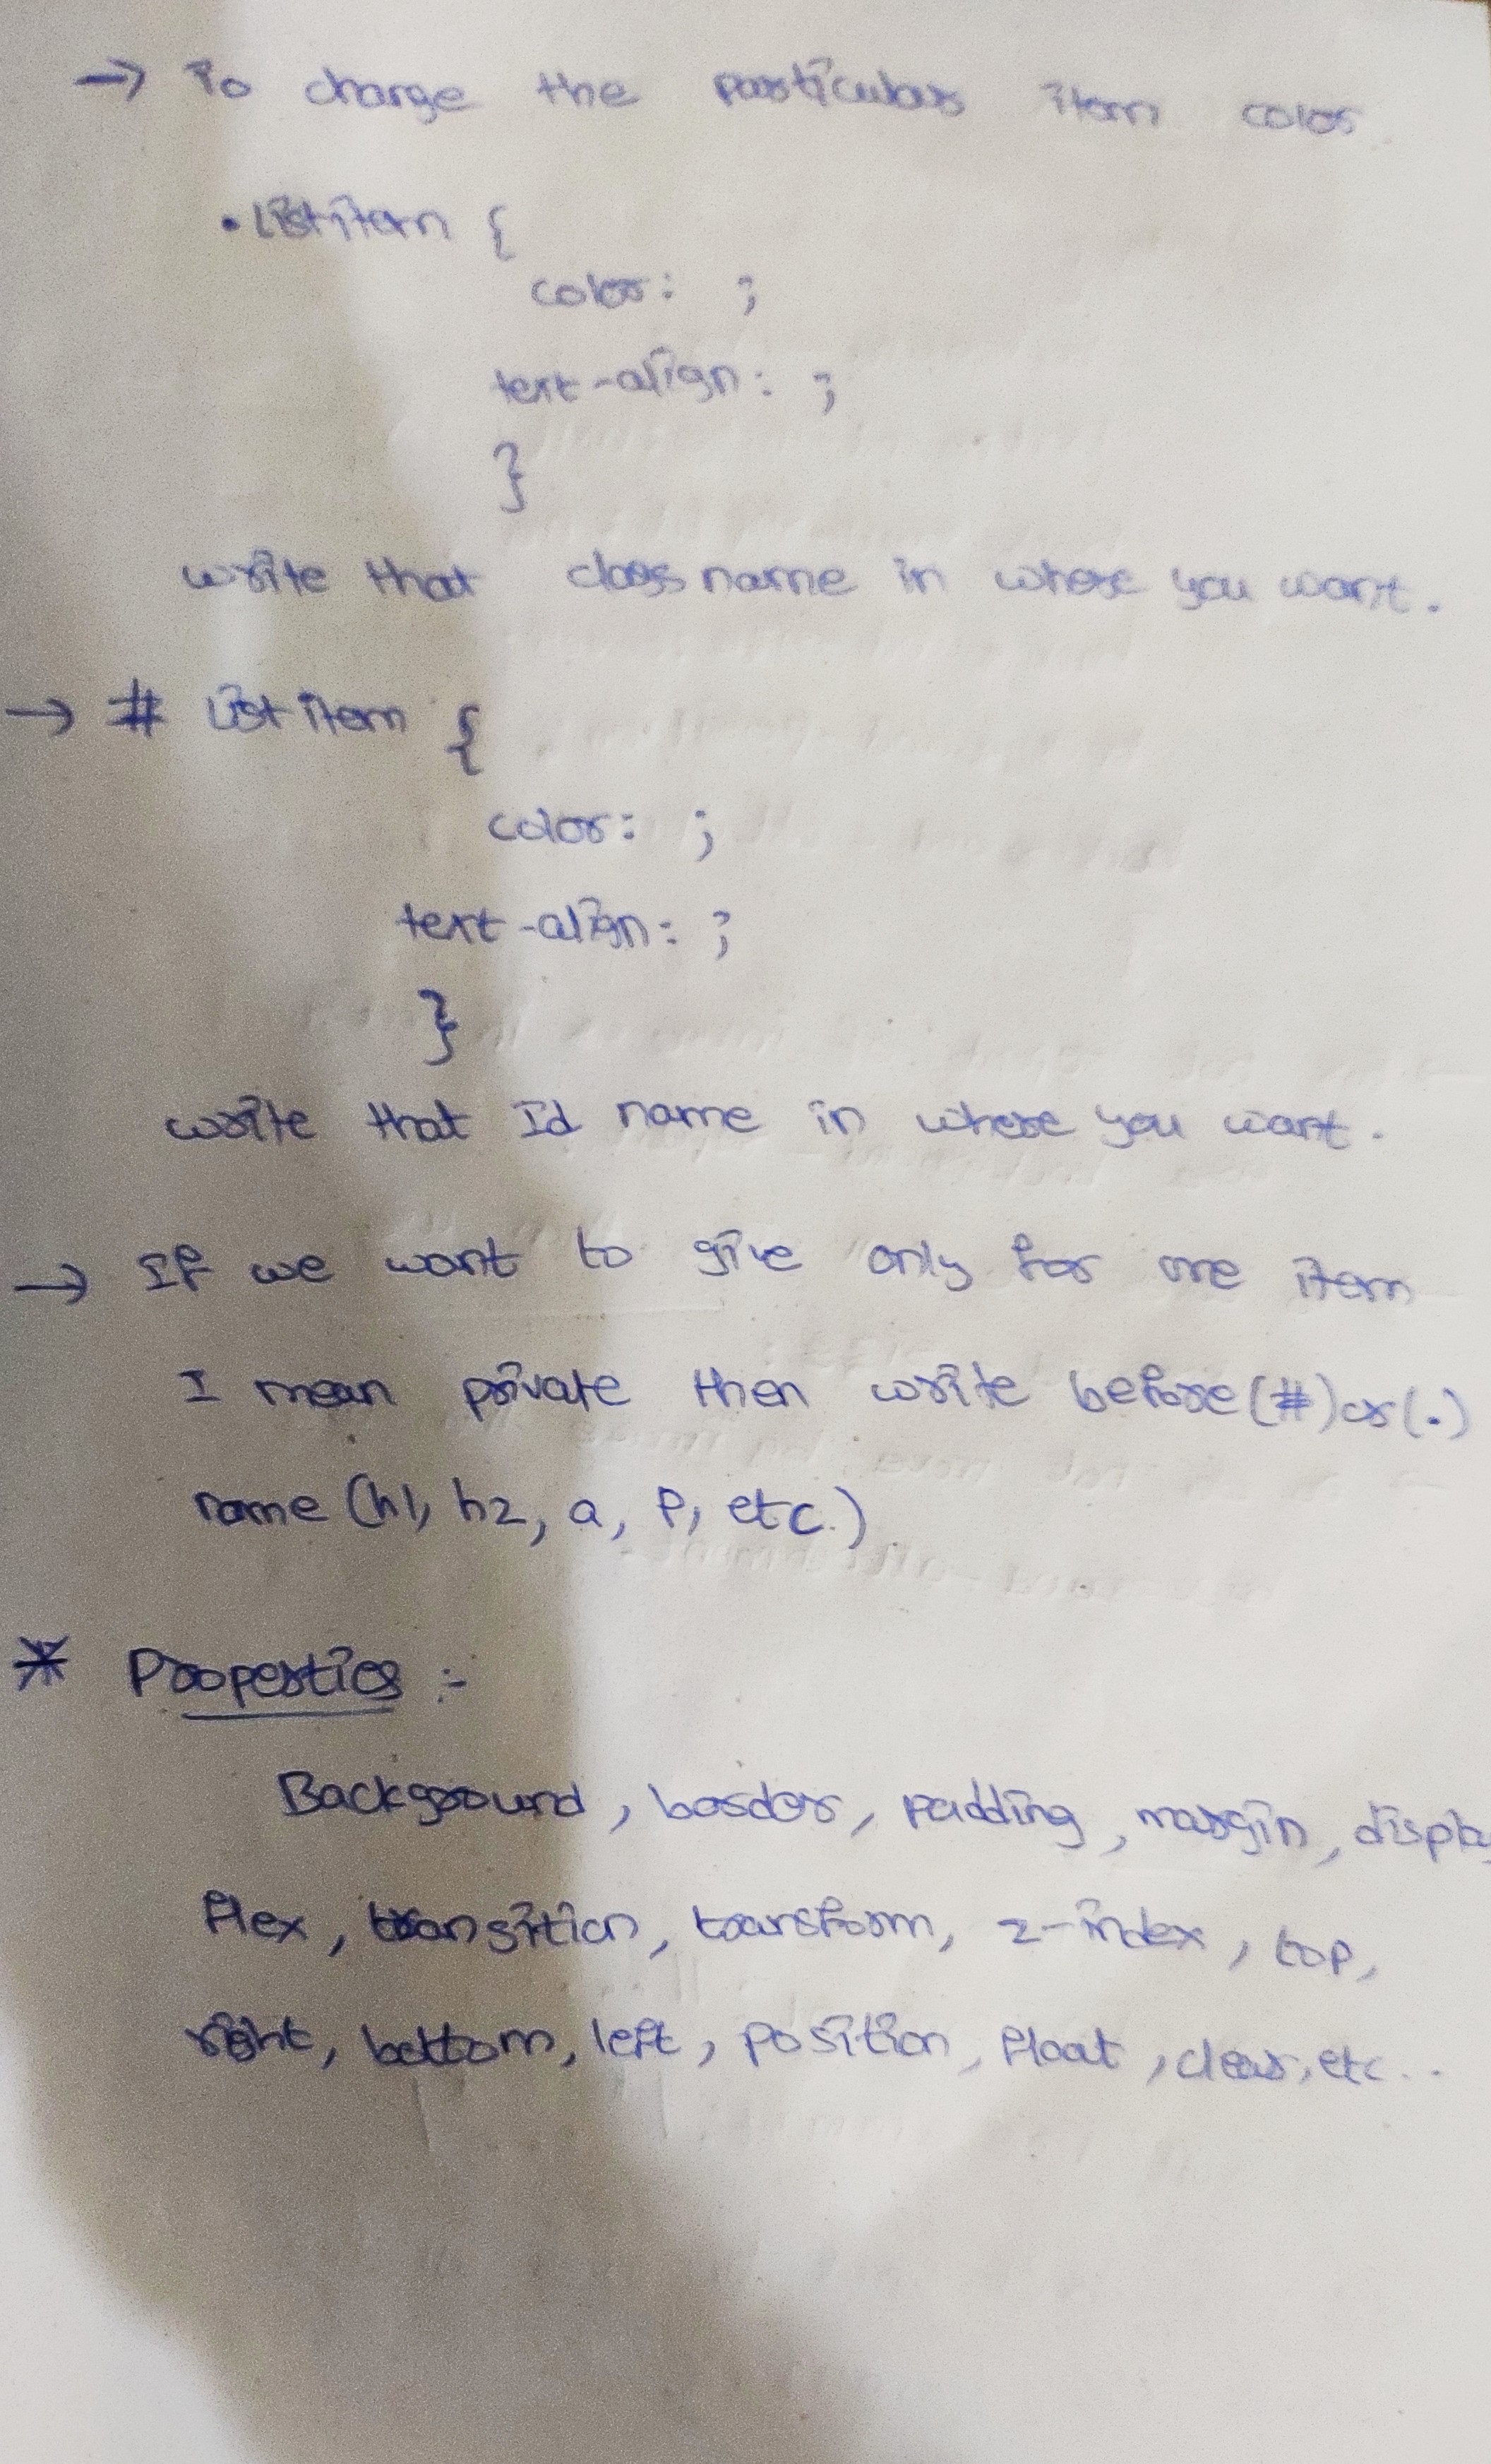 → To change the particular item color.
.List item {
color: ;
text-align: ;
}
write that class name in where you want.
→ # List item {
color: ;
text-align: ;
}
write that Id name in where you want.
→ If we want to give only for one item
I mean private then write before (#) or (.)
name (h1, h2, a, p, etc.)
* Properties :-
Background, border, padding, margin, display,
flex, transition, transform, z-index, top,
right, bottom, left, position, float, clear, etc..